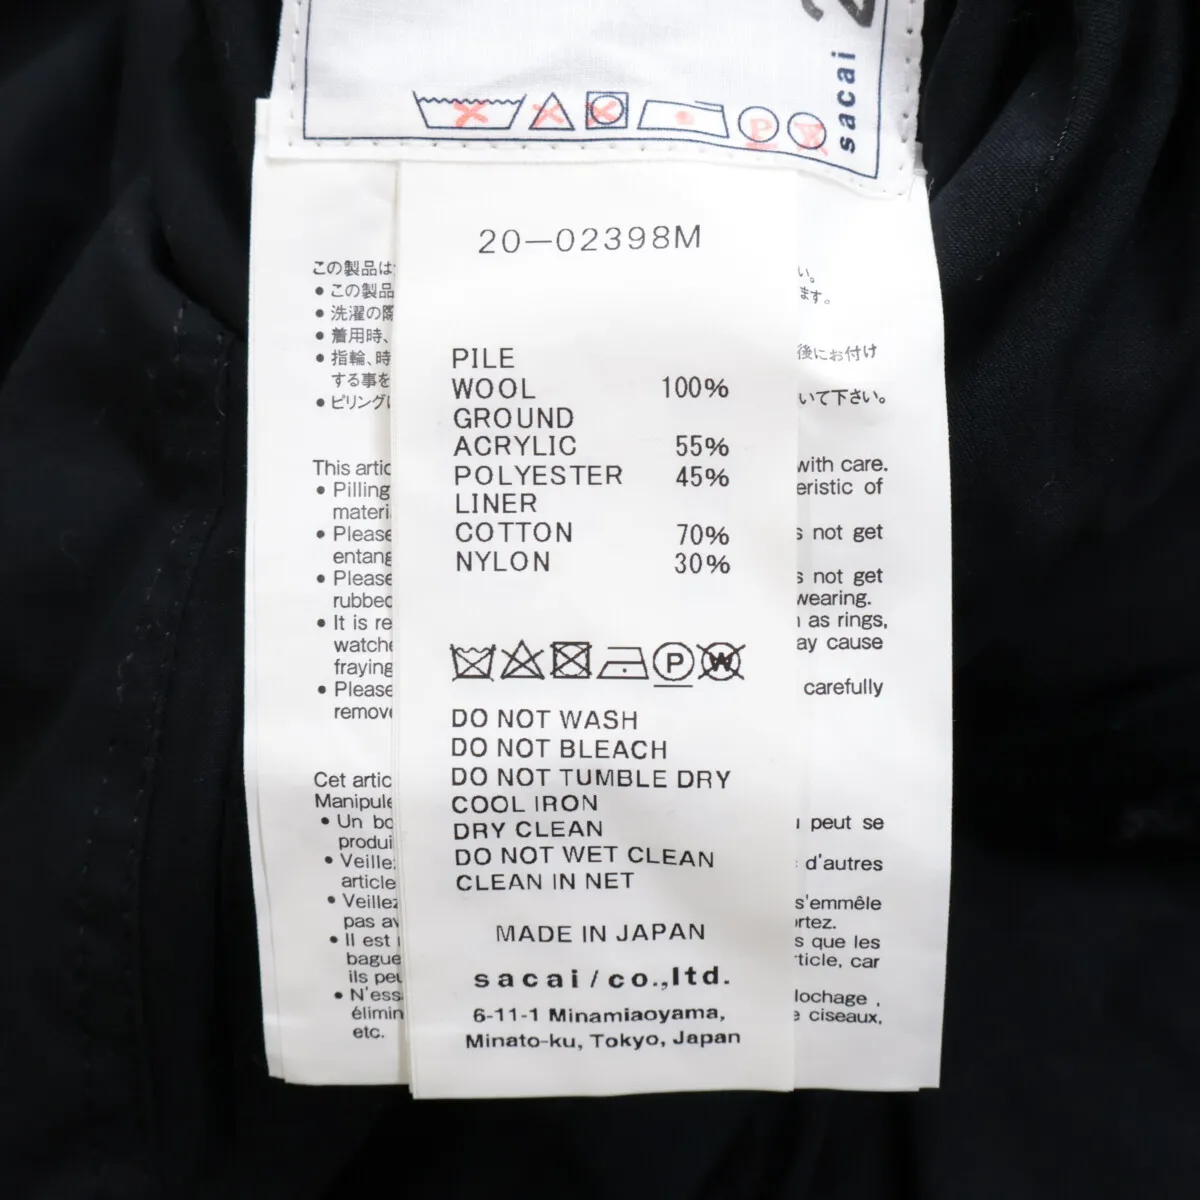 sacai 2
P
20-02398M
PILE
WOOL 100%
GROUND
ACRYLIC 55%
POLYESTER 45%
LINER
COTTON 70%
NYLON 30%
P W
DO NOT WASH
DO NOT BLEACH
DO NOT TUMBLE DRY
COOL IRON
DRY CLEAN
DO NOT WET CLEAN
CLEAN IN NET
MADE IN JAPAN
sacai / co.,ltd.
6-11-1 Minamiaoyama,
Minato-ku, Tokyo, Japan
この製品は
● この製品
● 洗濯の際
● 着用時、
● 指輪、時
する事を
● ピリング
い。
ます。
後にお付け
いて下さい。
This artic with care.
● Pilling eristic of
materi
● Please s not get
entang
● Please s not get
rubbed wearing.
● It is re as rings,
watche ay cause
fraying
● Please carefully
remove
Cet artic
Manipule
● Un bo peut se
produi
● Veille d'autres
article
● Veillez s'emmêle
pas av rtez.
● Il est s que les
bague rticle, car
ils peu
● N'ess lochage ,
élimin ciseaux,
etc.